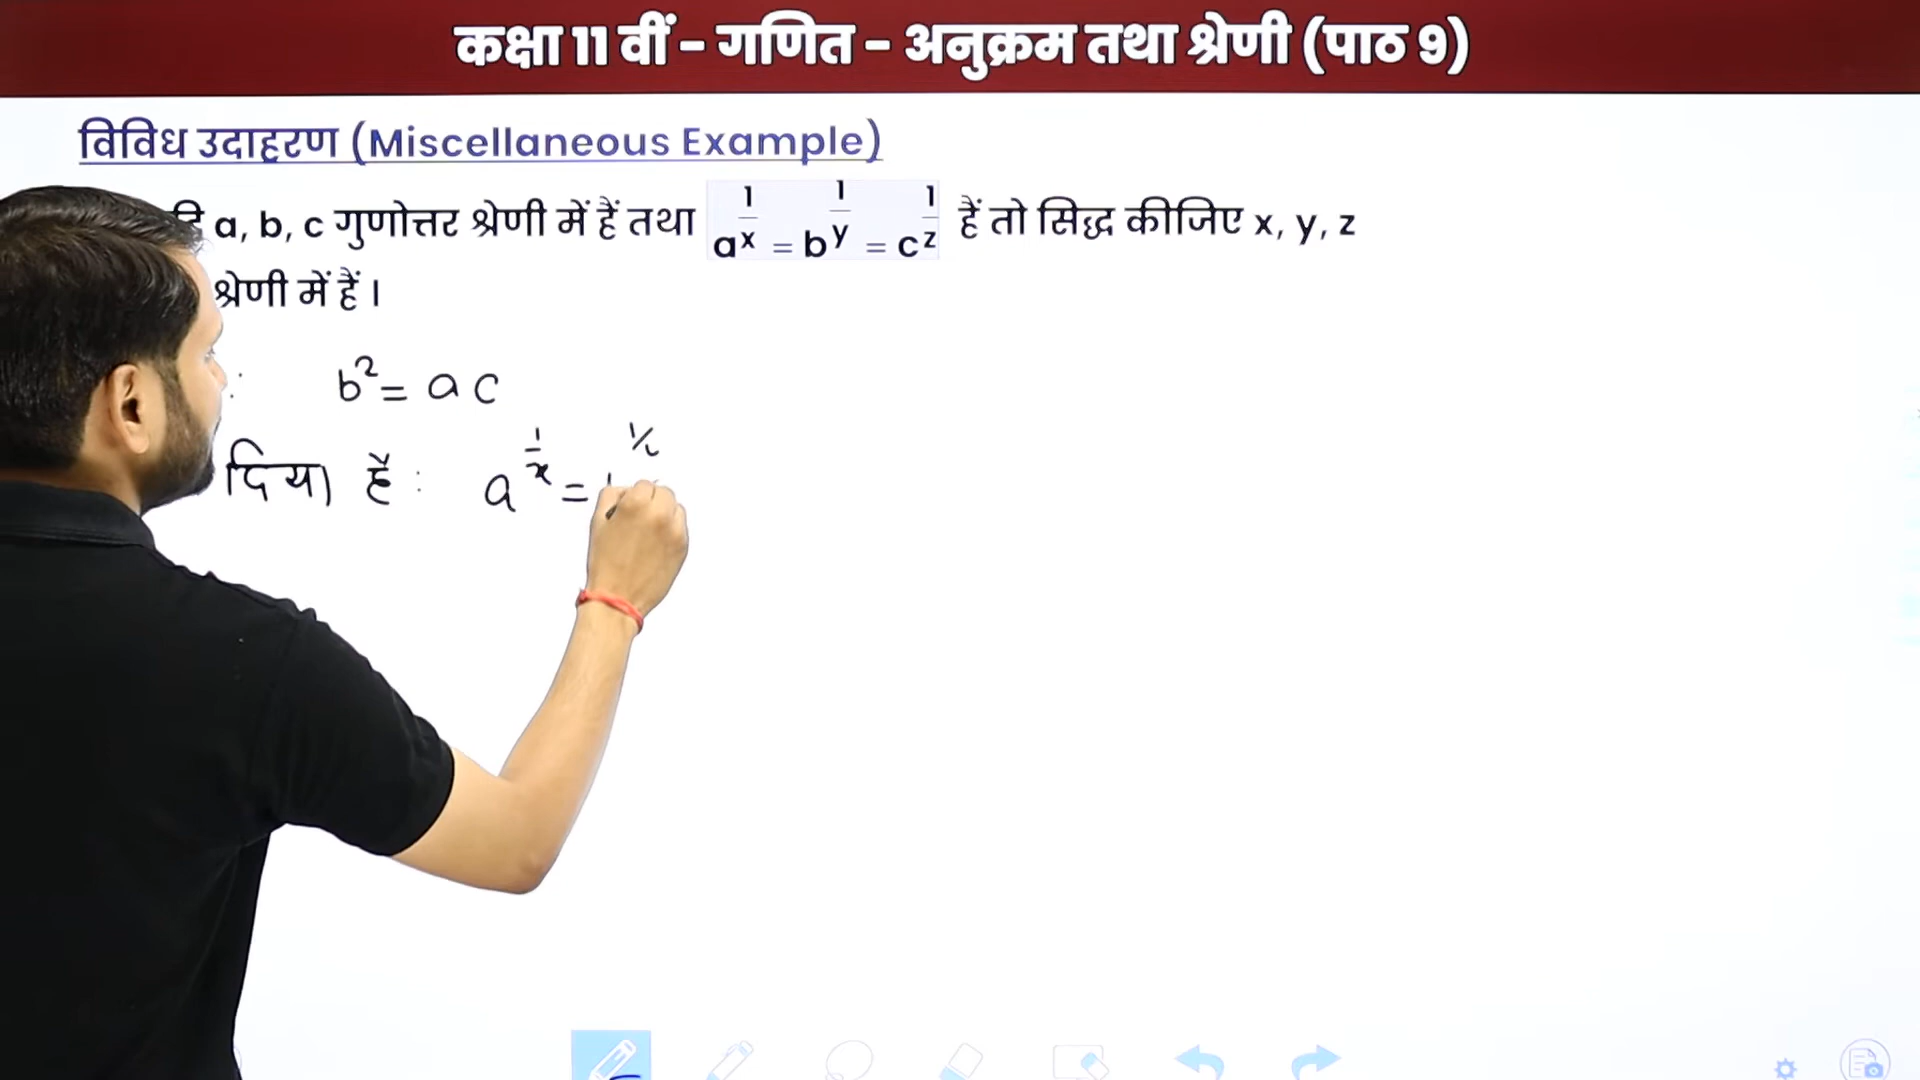 कक्षा 11 वीं - गणित - अनुक्रम तथा श्रेणी (पाठ 9)
विविध उदाहरण (Miscellaneous Example)
a, b, c गुणोत्तर श्रेणी में हैं तथा a^(1/x) = b^(1/y) = c^(1/z) हैं तो सिद्ध कीजिए x, y, z
श्रेणी में हैं ।
: b² = ac
दिया है : a^(1/x) =